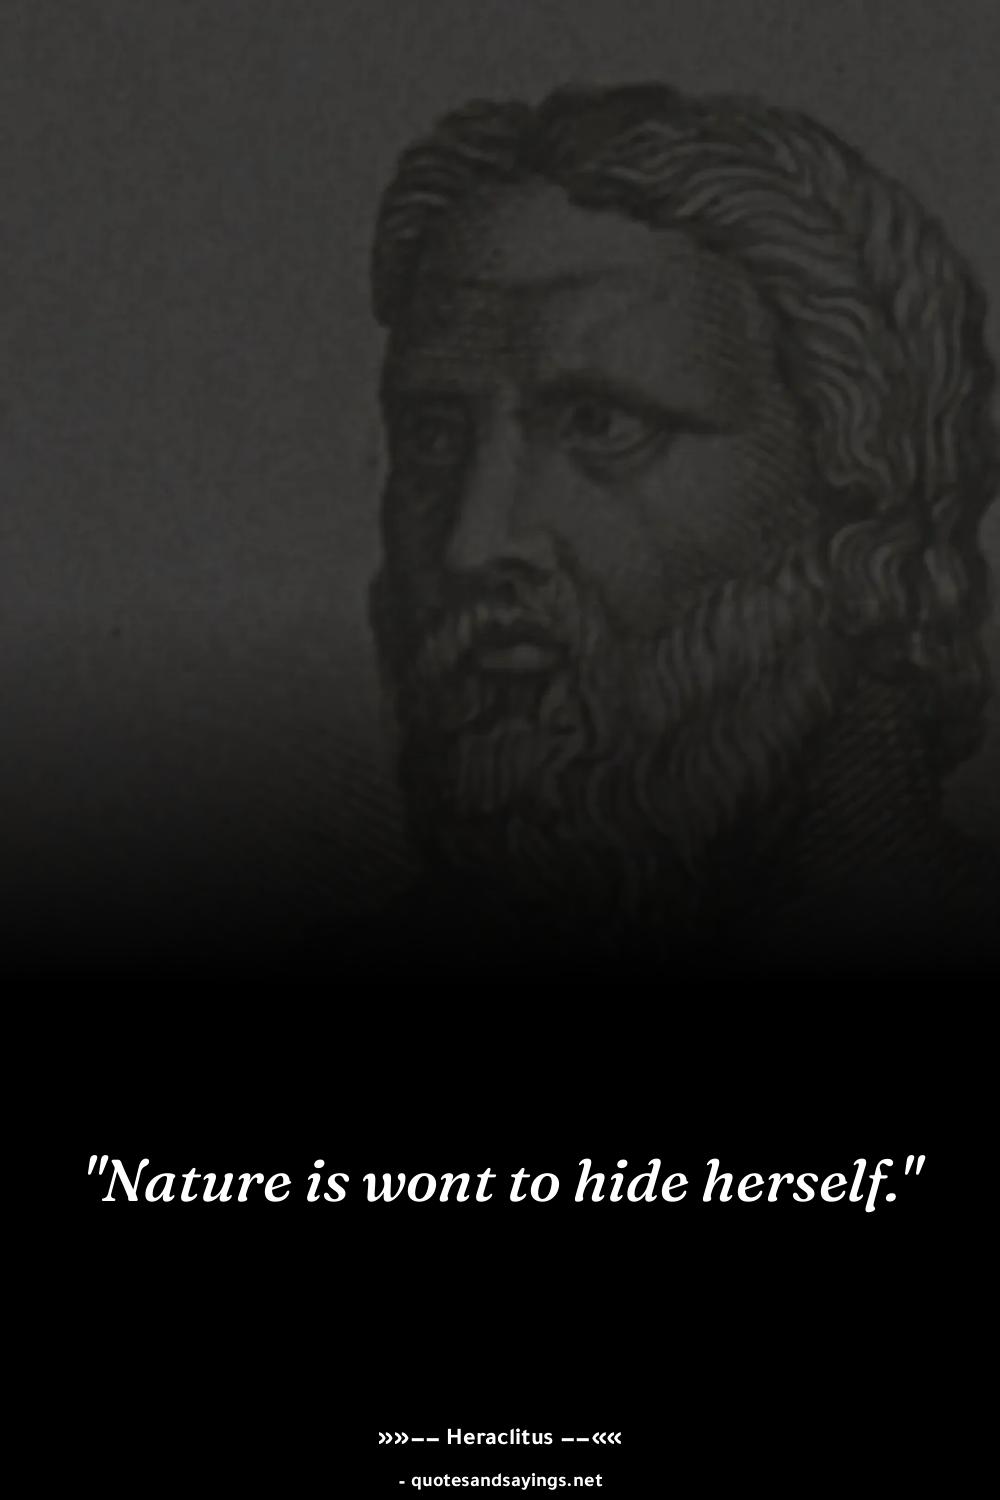 "Nature is wont to hide herself."
»»–– Heraclitus ––««
- quotesandsayings.net